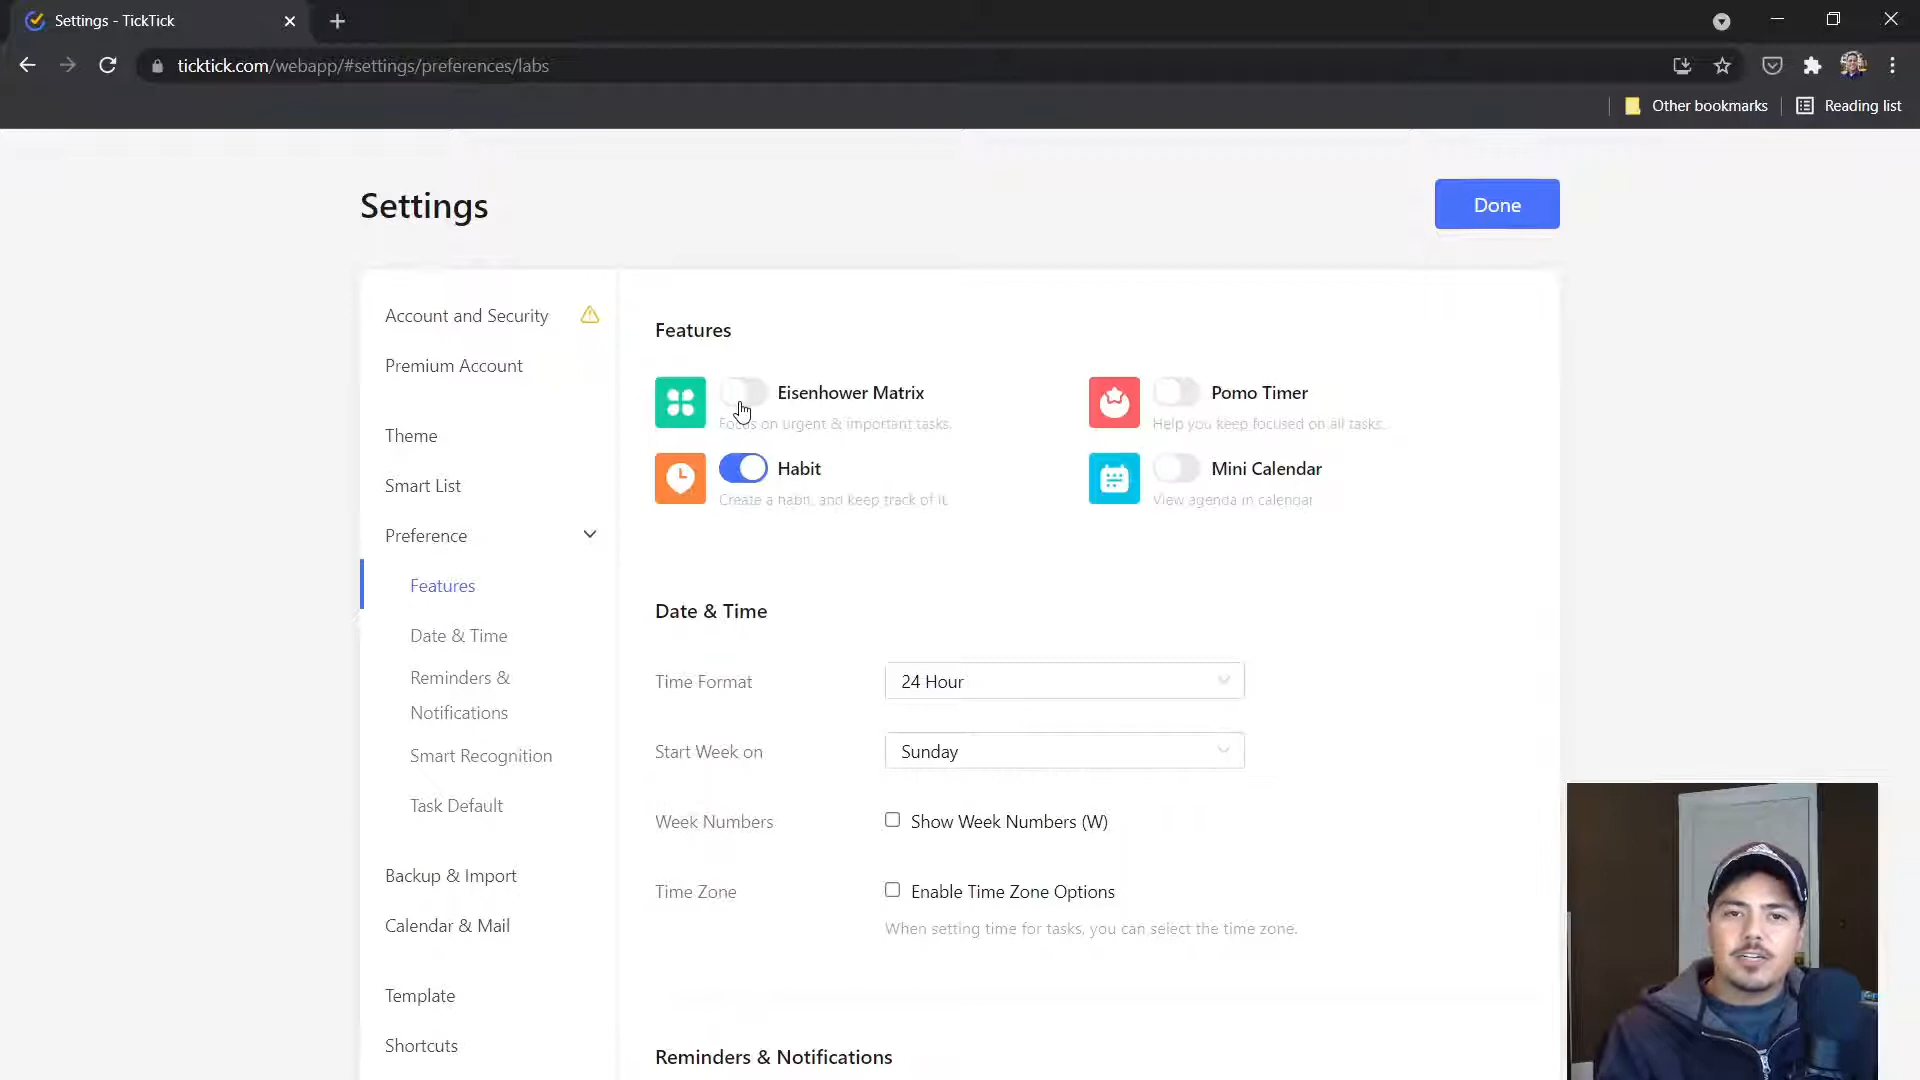 Settings - TickTick
ticktick.com/webapp/#settings/preferences/labs
Other bookmarks
Reading list
Settings
Done
Account and Security
Premium Account
Theme
Smart List
Preference
Features
Date & Time
Reminders &
Notifications
Smart Recognition
Task Default
Backup & Import
Calendar & Mail
Template
Shortcuts
Features
Eisenhower Matrix
Focus on urgent & important tasks.
Pomo Timer
Help you keep focused on all tasks.
Habit
Create a habit, and keep track of it.
Mini Calendar
View agenda in calendar
Date & Time
Time Format
24 Hour
Start Week on
Sunday
Week Numbers
Show Week Numbers (W)
Time Zone
Enable Time Zone Options
When setting time for tasks, you can select the time zone.
Reminders & Notifications